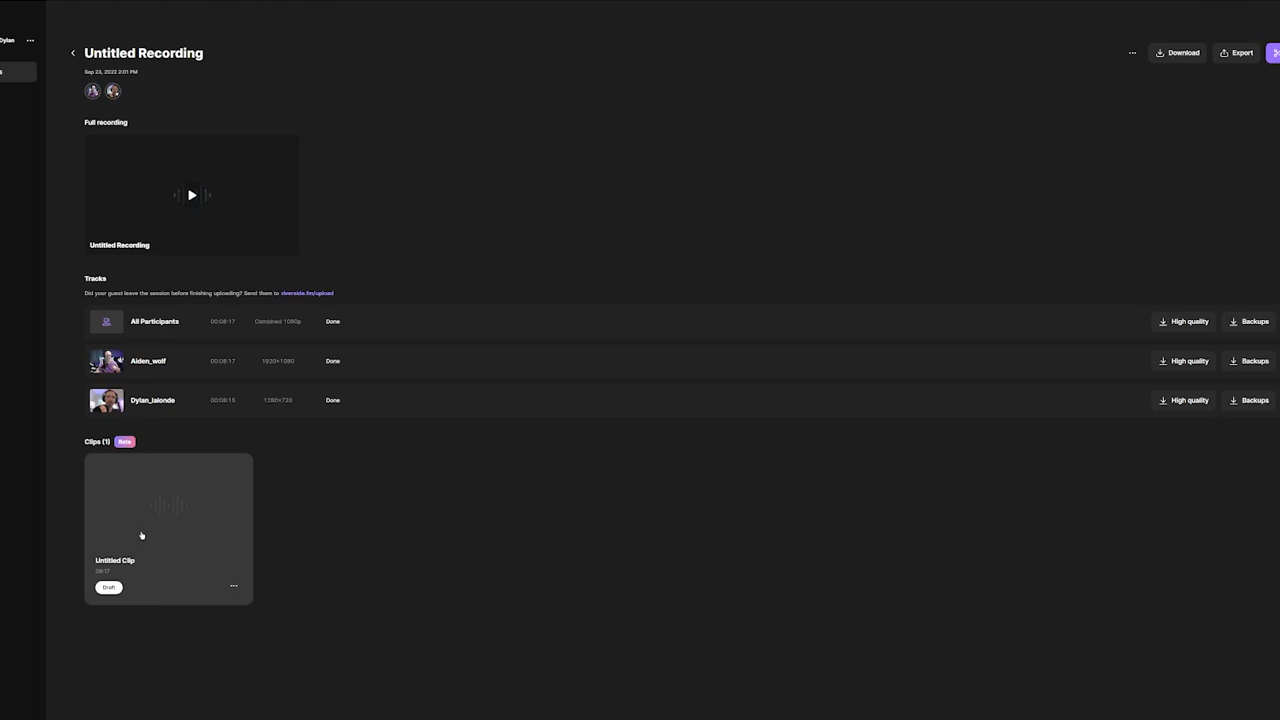 Dylan
s
Untitled Recording
Sep 23, 2022 2:01 PM
Download
Export
Full recording
Untitled Recording
Tracks
Did your guest leave the session before finishing uploading? Send them to riverside.fm/upload
All Participants 00:08:17 Combined 1080p Done High quality Backups
Aiden_wolf 00:08:17 1920×1080 Done High quality Backups
Dylan_lalonde 00:08:15 1280×720 Done High quality Backups
Clips (1) Beta
Untitled Clip
08:17
Draft